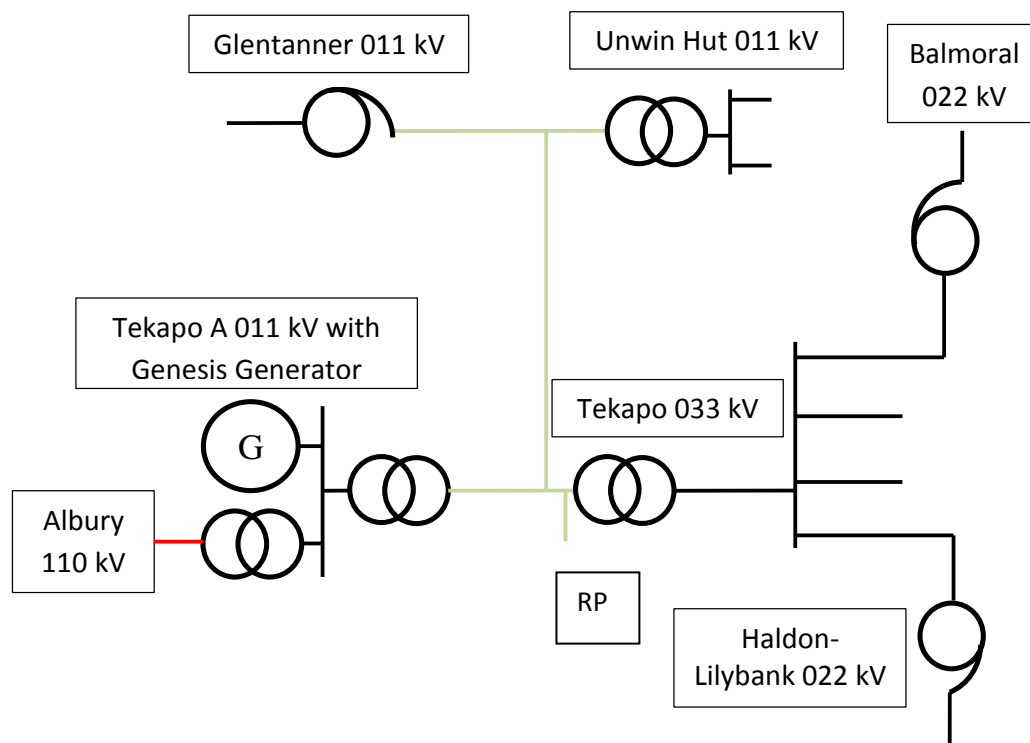 Glentanner 011 kV
Unwin Hut 011 kV
Balmoral
022 kV
Tekapo A 011 kV with
Genesis Generator
Tekapo 033 kV
G
Albury
110 kV
RP
Haldon-
Lilybank 022 kV